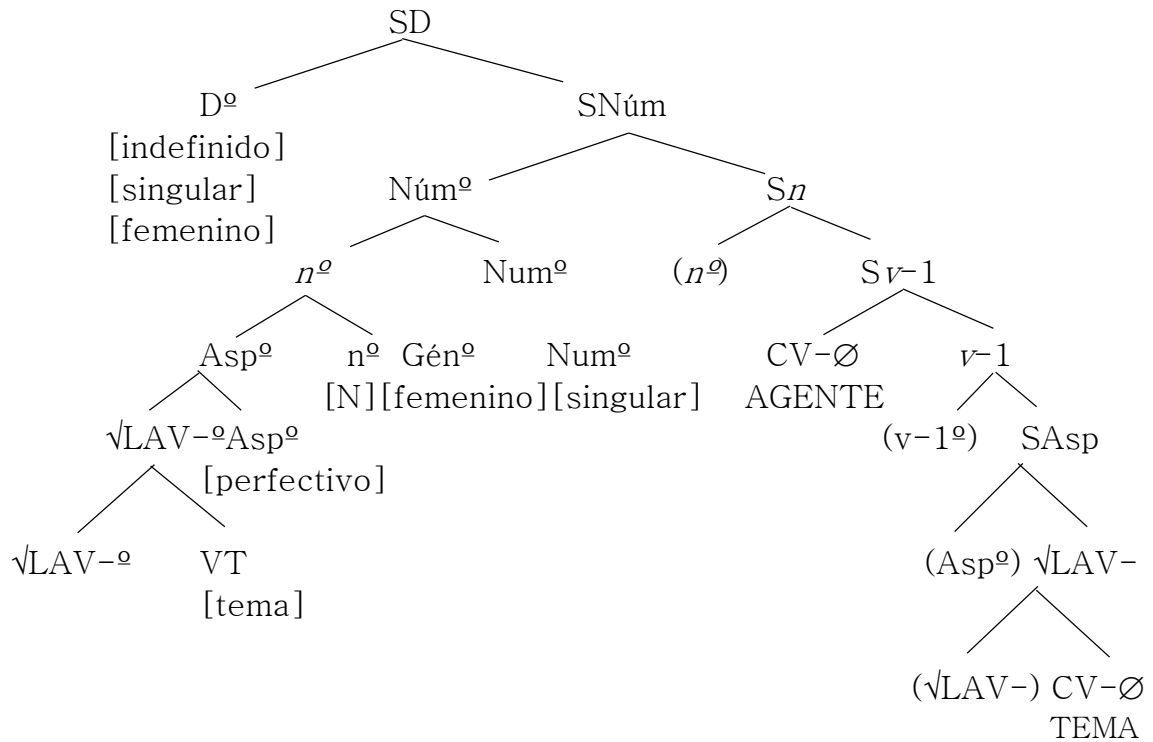 SD
Dº SNúm
[indefinido]
[singular] Númº Sn
[femenino]
nº Numº (nº) Sv-1
Aspº nº Génº Numº CV-∅ v-1
[N][femenino][singular] AGENTE
√LAV-ºAspº (v-1º) SAsp
[perfectivo]
√LAV-º VT (Aspº) √LAV-
[tema]
(√LAV-) CV-∅
TEMA